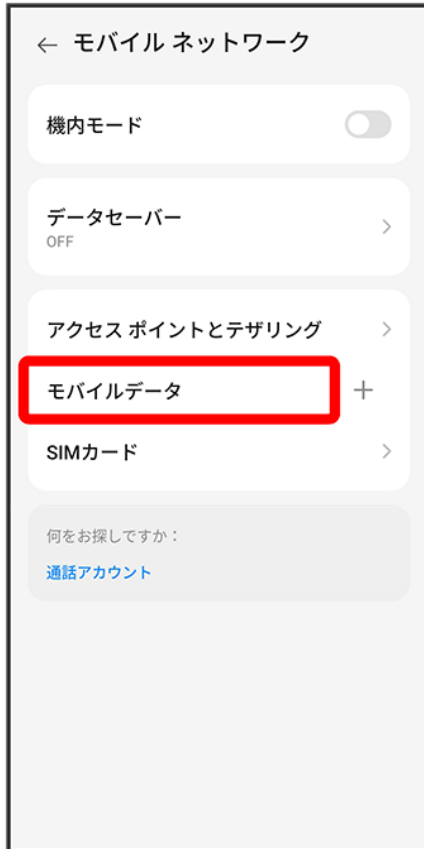 モバイル ネットワーク
機内モード
データセーバー
OFF
アクセス ポイントとテザリング
モバイルデータ
SIMカード
何をお探しですか：
通話アカウント